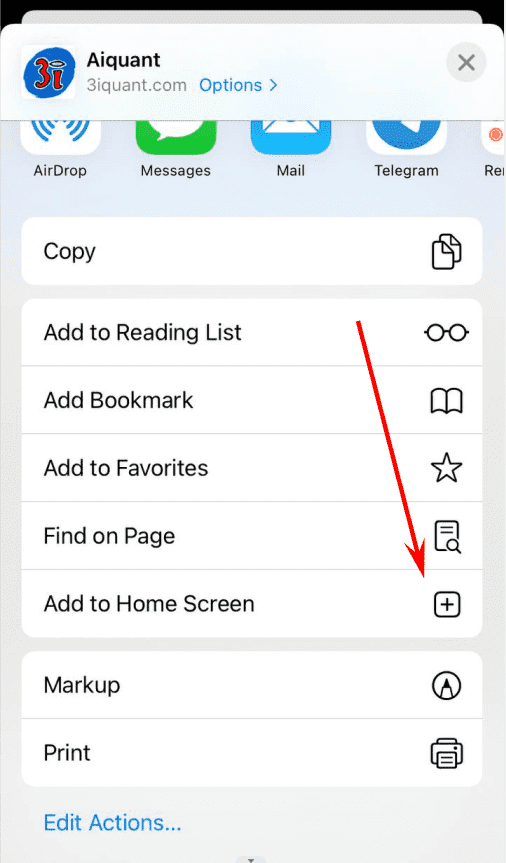 3i
Aiquant
3iquant.com Options >
AirDrop Messages Mail Telegram
Copy
Add to Reading List
Add Bookmark
Add to Favorites
Find on Page
Add to Home Screen
Markup
Print
Edit Actions...